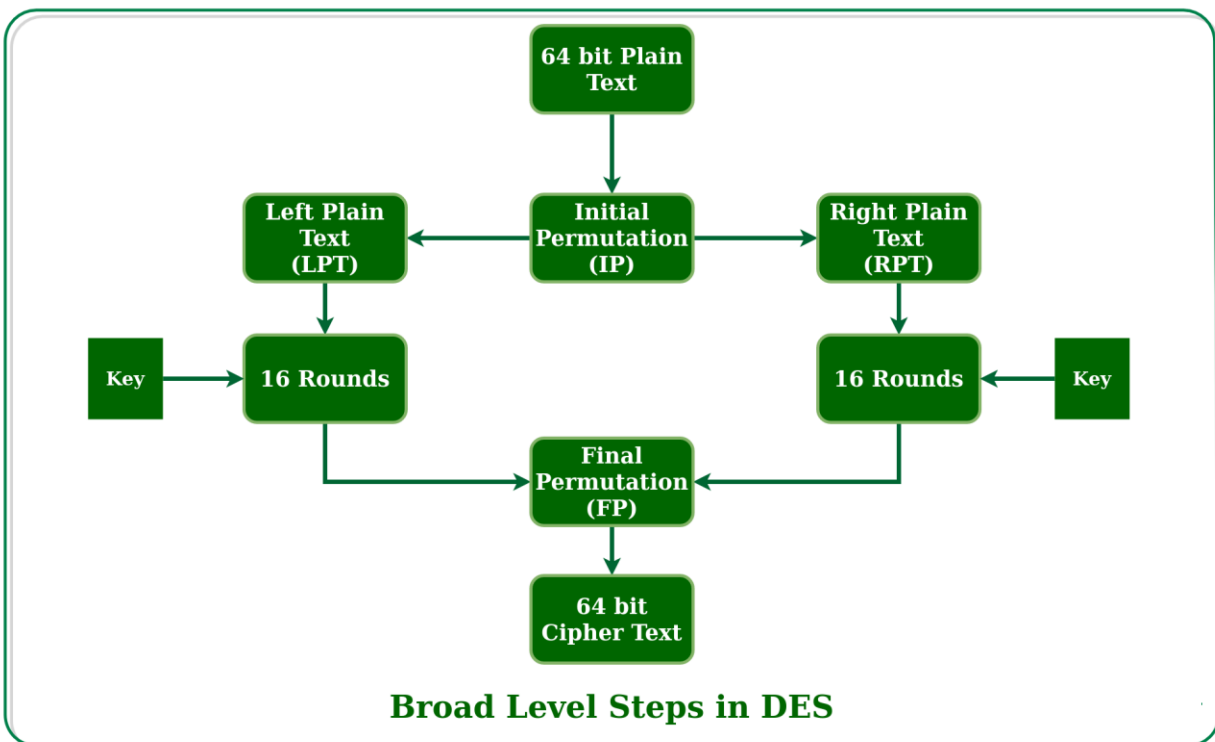 64 bit Plain
Text
Left Plain
Text
(LPT)
Initial
Permutation
(IP)
Right Plain
Text
(RPT)
Key
16 Rounds
16 Rounds
Key
Final
Permutation
(FP)
64 bit
Cipher Text
Broad Level Steps in DES